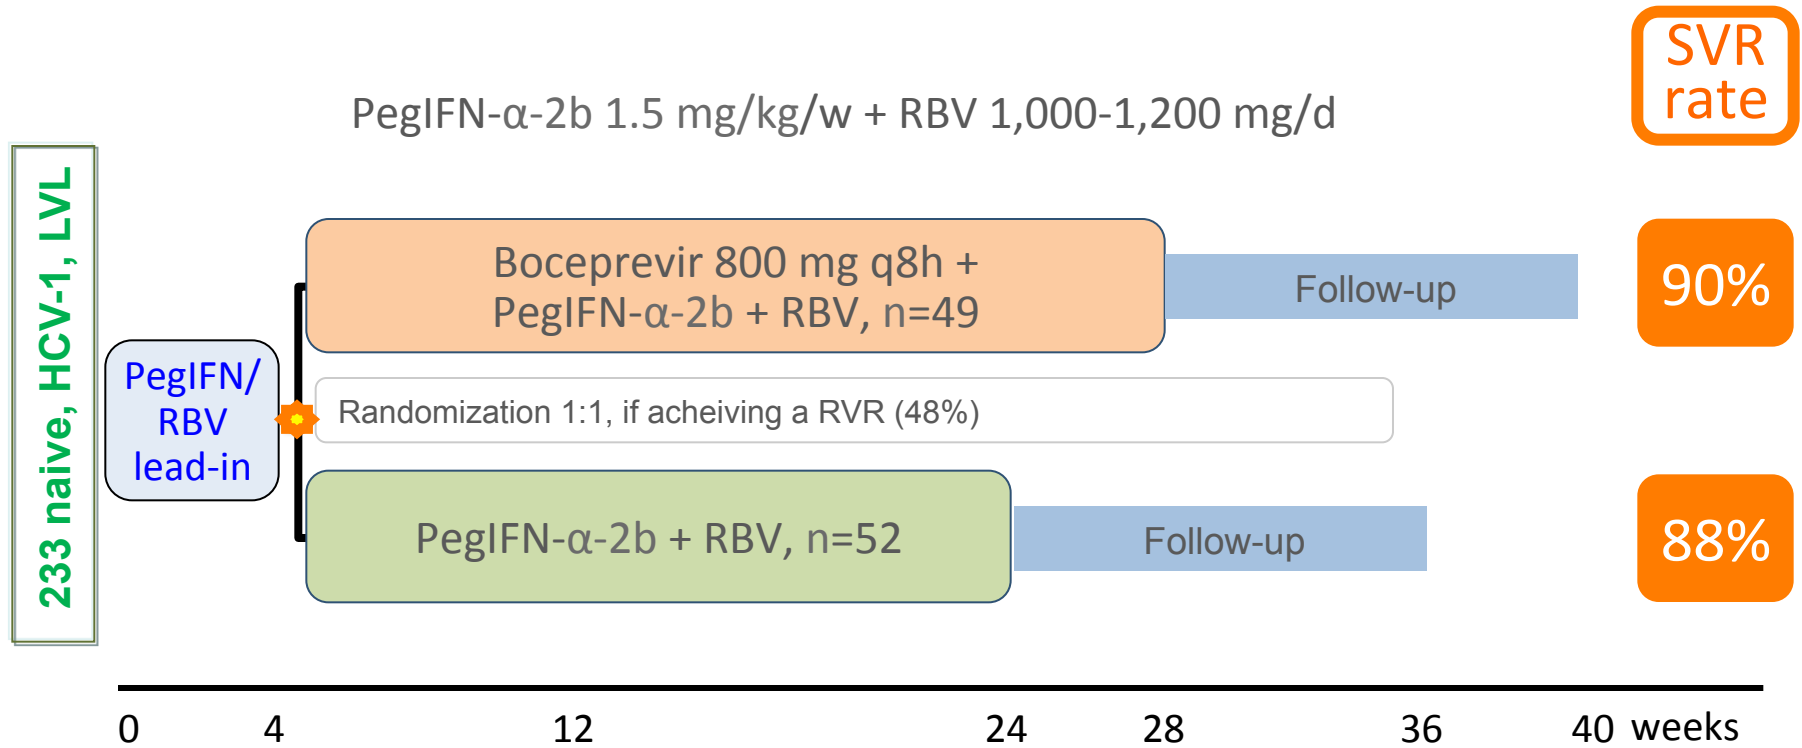 SVR
rate
PegIFN-α-2b 1.5 mg/kg/w + RBV 1,000-1,200 mg/d
233 naive, HCV-1, LVL
Boceprevir 800 mg q8h +
PegIFN-α-2b + RBV, n=49
Follow-up
90%
PegIFN/
RBV
lead-in
Randomization 1:1, if acheiving a RVR (48%)
PegIFN-α-2b + RBV, n=52
Follow-up
88%
0 4 12 24 28 36 40 weeks